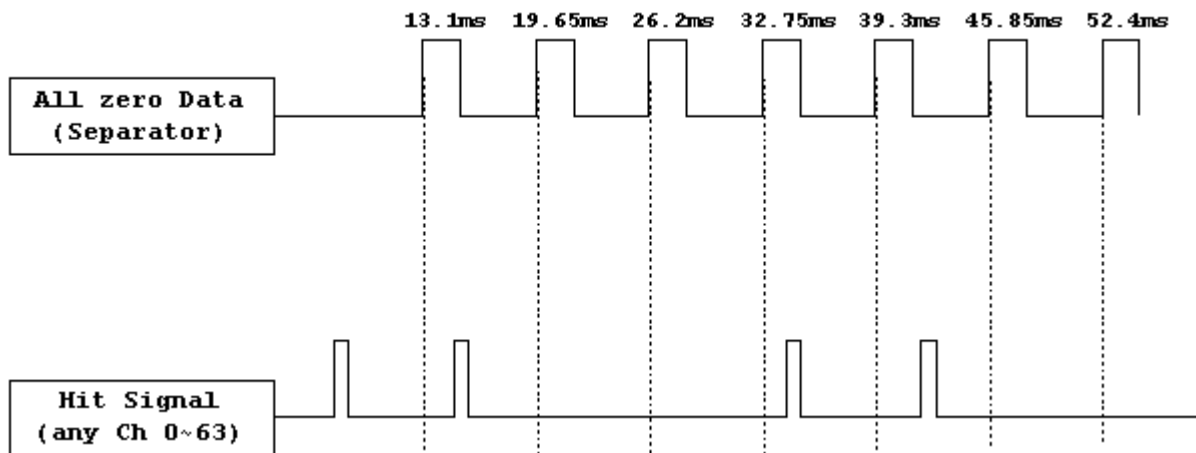 13.1ms 19.65ms 26.2ms 32.75ms 39.3ms 45.85ms 52.4ms
All zero Data
(Separator)
Hit Signal
(any Ch 0~63)